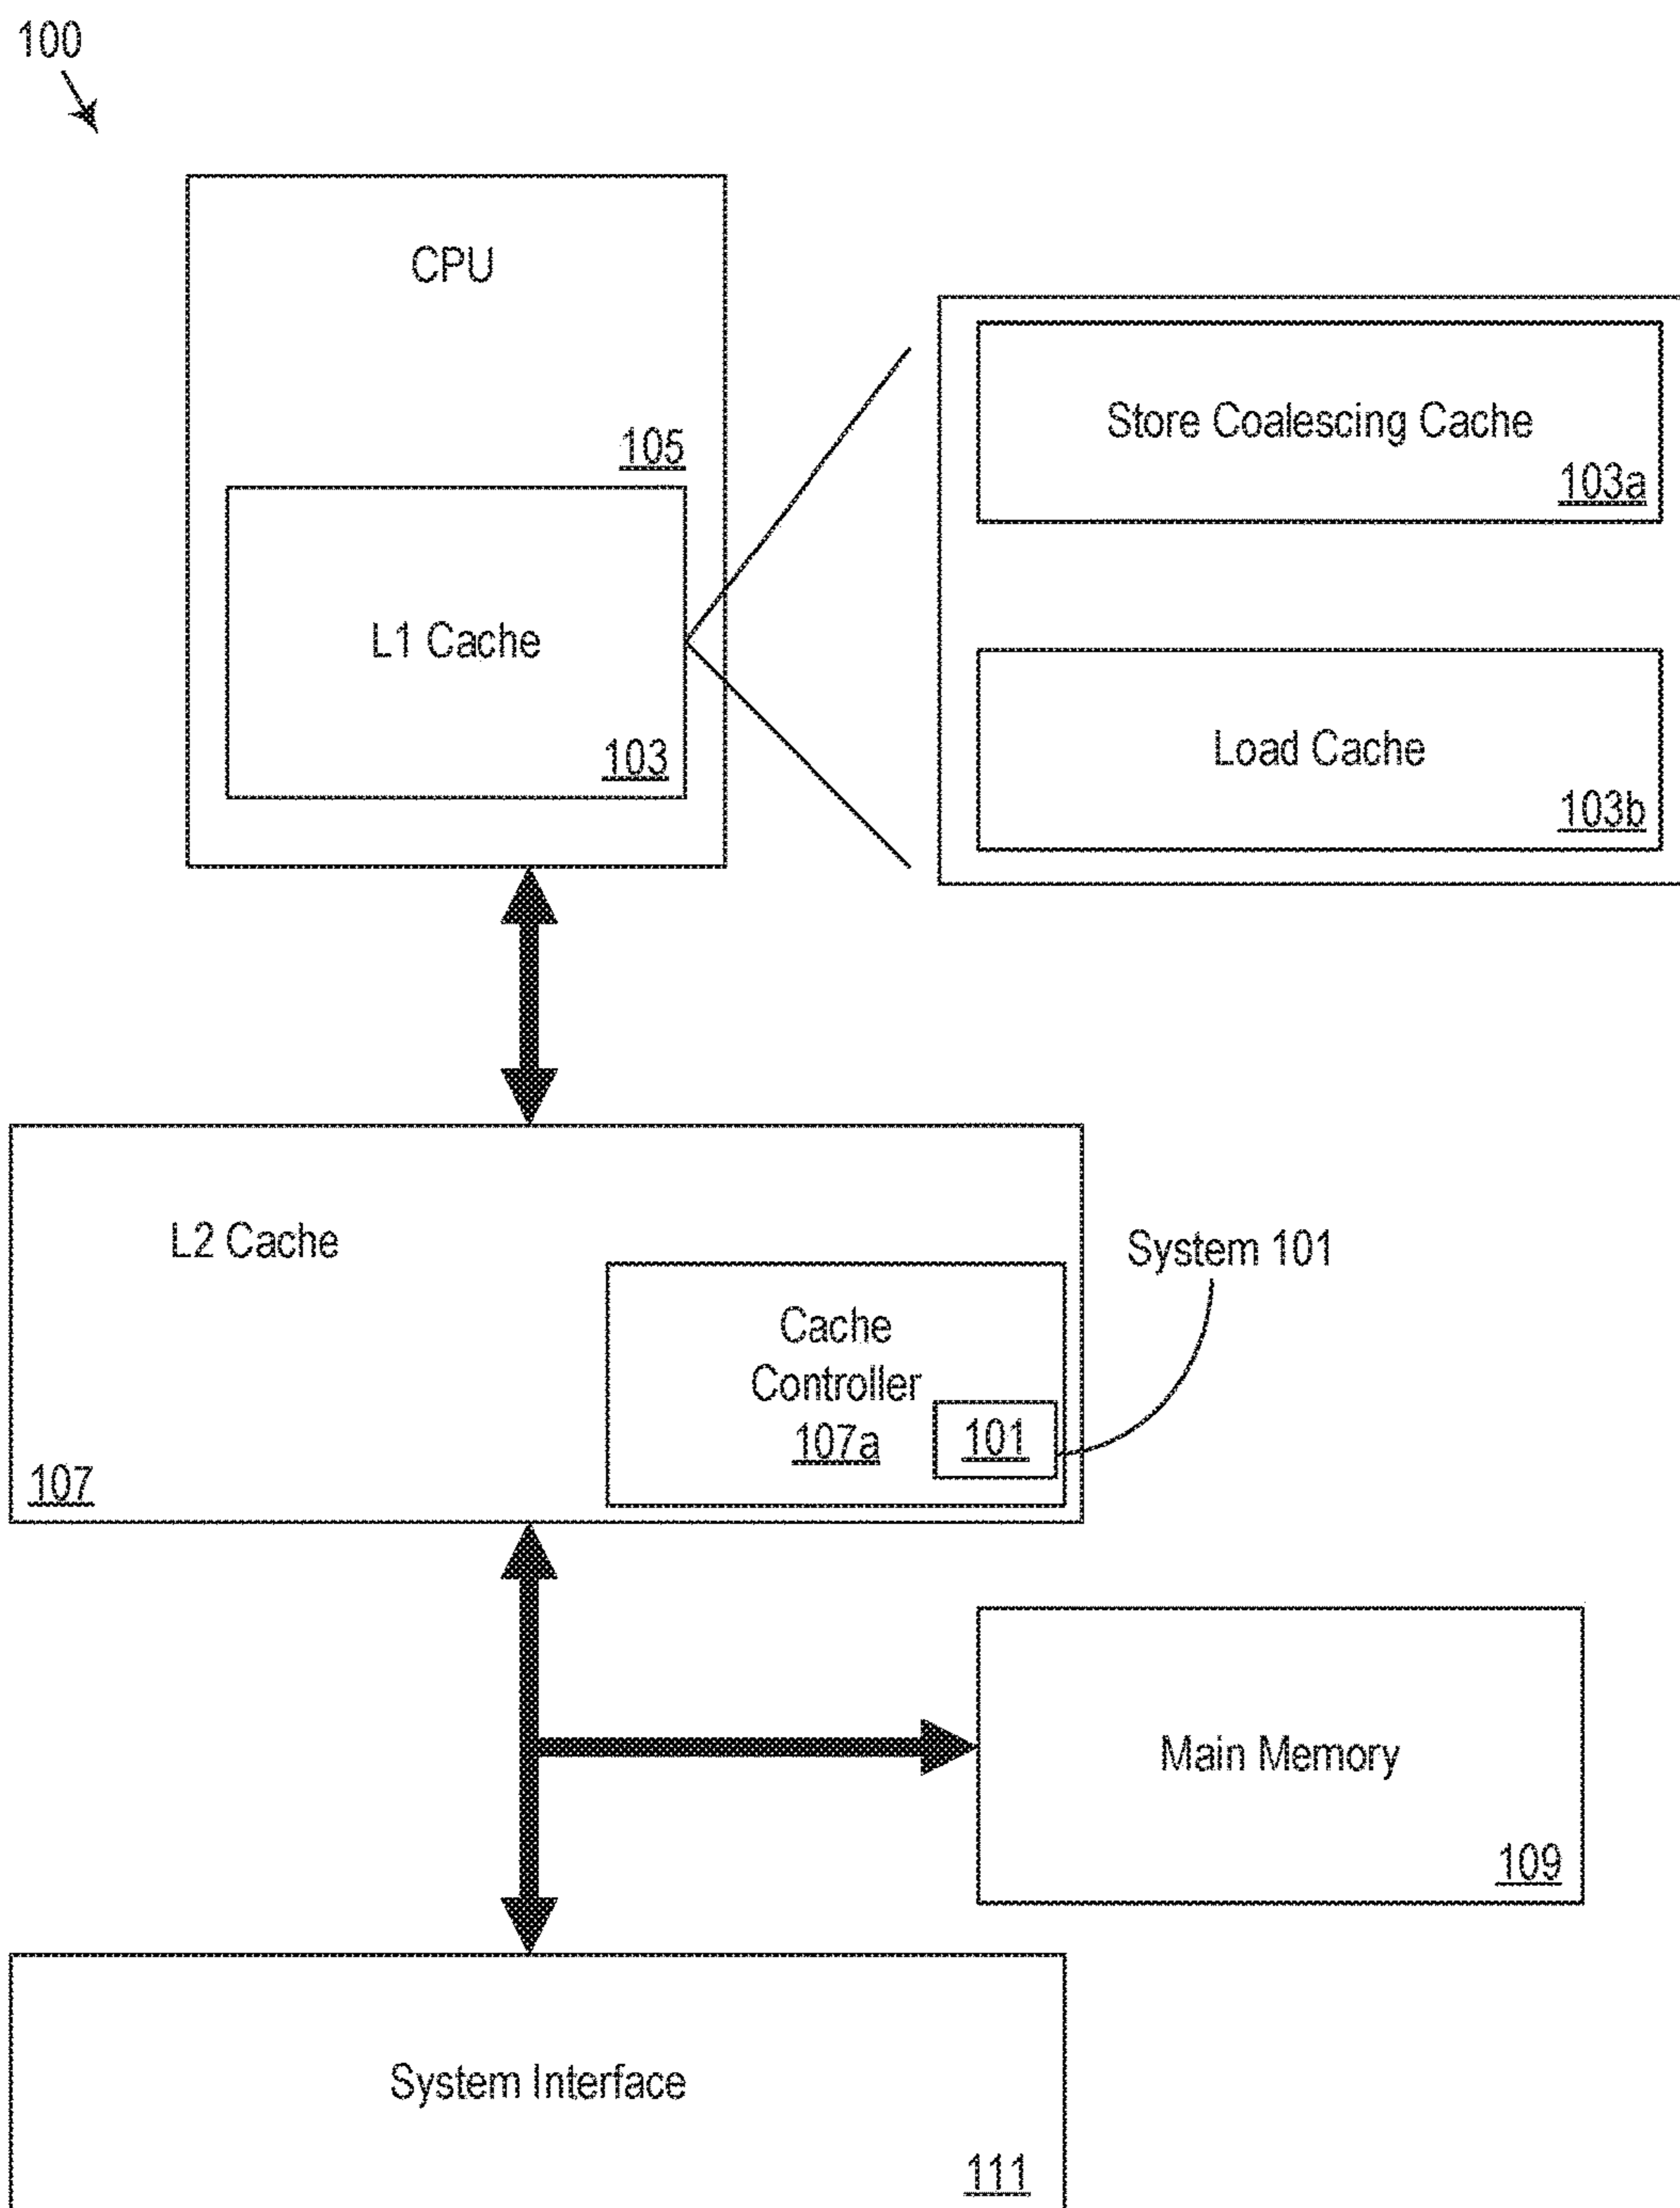 100
CPU
105
L1 Cache
103
Store Coalescing Cache
103a
Load Cache
103b
L2 Cache
107
Cache
Controller
107a
101
System 101
Main Memory
109
System Interface
111